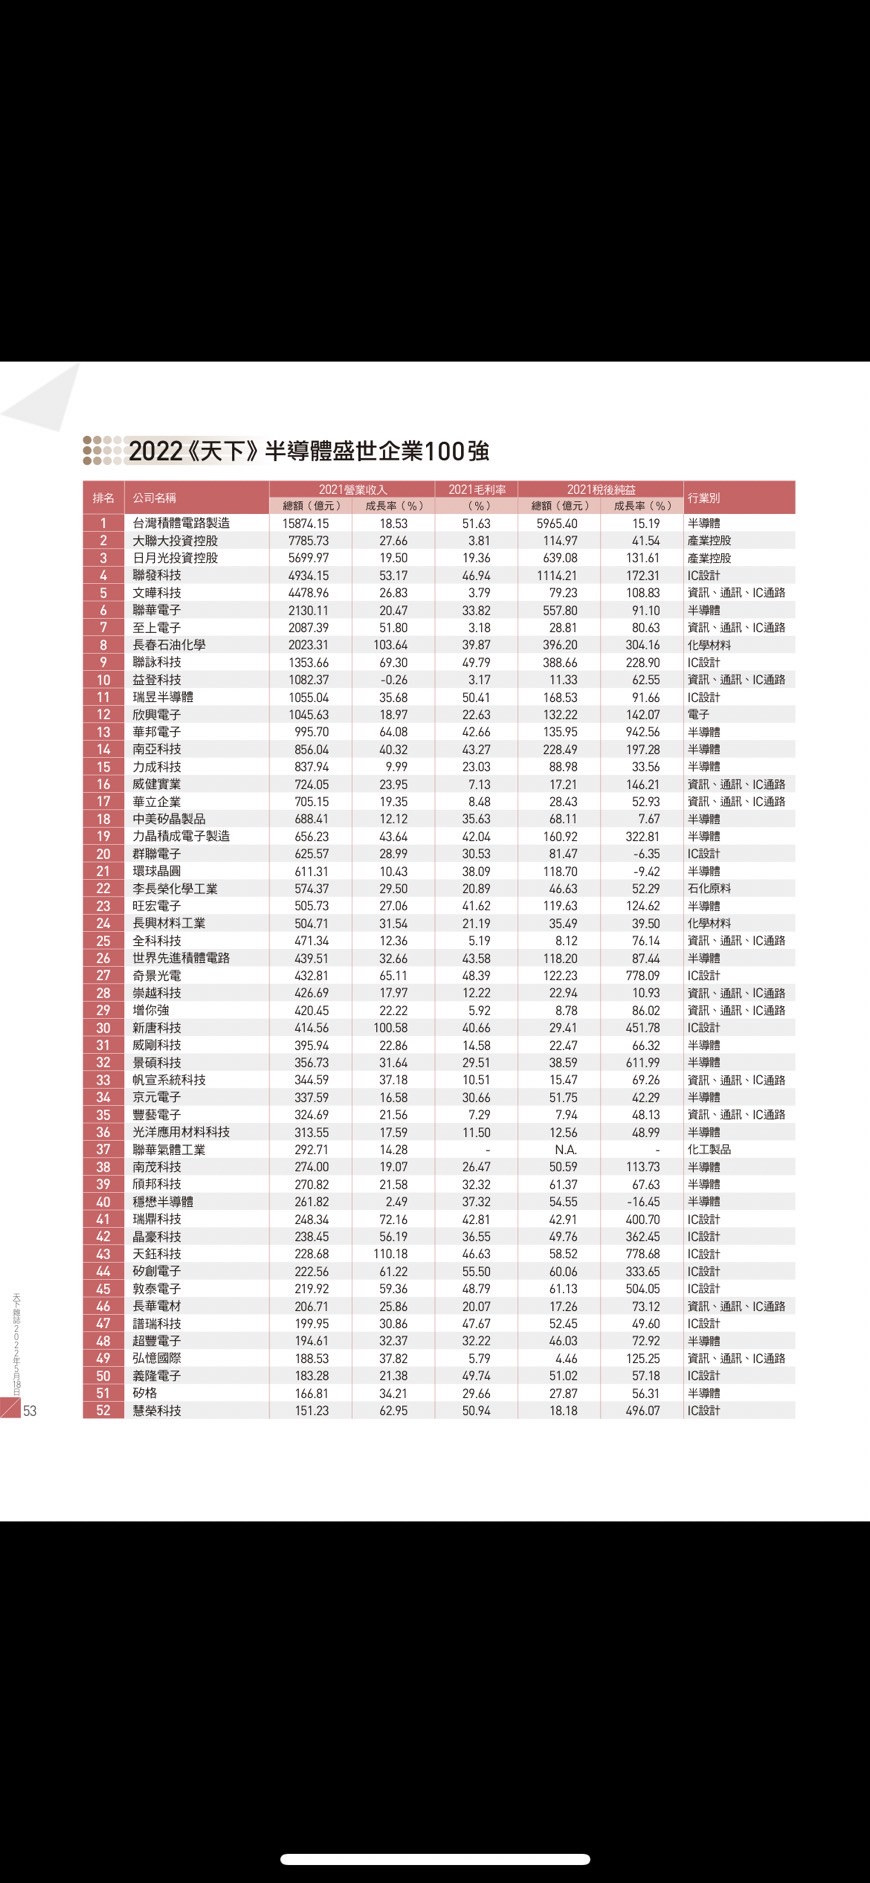 2022《天下》半導體盛世企業100強
排名 公司名稱 2021營業收入 2021毛利率 2021稅後純益 行業別
總額（億元） 成長率（%） （%） 總額（億元） 成長率（%）
1 台灣積體電路製造 15874.15 18.53 51.63 5965.40 15.19 半導體
2 大聯大投資控股 7785.73 27.66 3.81 114.97 41.54 產業控股
3 日月光投資控股 5699.97 19.50 19.36 639.08 131.61 產業控股
4 聯發科技 4934.15 53.17 46.94 1114.21 172.31 IC設計
5 文曄科技 4478.96 26.83 3.79 79.23 108.83 資訊、通訊、IC通路
6 聯華電子 2130.11 20.47 33.82 557.80 91.10 半導體
7 至上電子 2087.39 51.80 3.18 28.81 80.63 資訊、通訊、IC通路
8 長春石油化學 2023.31 103.64 39.87 396.20 304.16 化學材料
9 聯詠科技 1353.66 69.30 49.79 388.66 228.90 IC設計
10 益登科技 1082.37 -0.26 3.17 11.33 62.55 資訊、通訊、IC通路
11 瑞昱半導體 1055.04 35.68 50.41 168.53 91.66 IC設計
12 欣興電子 1045.63 18.97 22.63 132.22 142.07 電子
13 華邦電子 995.70 64.08 42.66 135.95 942.56 半導體
14 南亞科技 856.04 40.32 43.27 228.49 197.28 半導體
15 力成科技 837.94 9.99 23.03 88.98 33.56 半導體
16 威健實業 724.05 23.95 7.13 17.21 146.21 資訊、通訊、IC通路
17 華立企業 705.15 19.35 8.48 28.43 52.93 資訊、通訊、IC通路
18 中美矽晶製品 688.41 12.12 35.63 68.11 7.67 半導體
19 力晶積成電子製造 656.23 43.64 42.04 160.92 322.81 半導體
20 群聯電子 625.57 28.99 30.53 81.47 -6.35 IC設計
21 環球晶圓 611.31 10.43 38.09 118.70 -9.42 半導體
22 李長榮化學工業 574.37 29.50 20.89 46.63 52.29 石化原料
23 旺宏電子 505.73 27.06 41.62 119.63 124.62 半導體
24 長興材料工業 504.71 31.54 21.19 35.49 39.50 化學材料
25 全科科技 471.34 12.36 5.19 8.12 76.14 資訊、通訊、IC通路
26 世界先進積體電路 439.51 32.66 43.58 118.20 87.44 半導體
27 奇景光電 432.81 65.11 48.39 122.23 778.09 IC設計
28 崇越科技 426.69 17.97 12.22 22.94 10.93 資訊、通訊、IC通路
29 增你強 420.45 22.22 5.92 8.78 86.02 資訊、通訊、IC通路
30 新唐科技 414.56 100.58 40.66 29.41 451.78 IC設計
31 威剛科技 395.94 22.86 14.58 22.47 66.32 半導體
32 景碩科技 356.73 31.64 29.51 38.59 611.99 半導體
33 帆宣系統科技 344.59 37.18 10.51 15.47 69.26 資訊、通訊、IC通路
34 京元電子 337.59 16.58 30.66 51.75 42.29 半導體
35 豐藝電子 324.69 21.56 7.29 7.94 48.13 資訊、通訊、IC通路
36 光洋應用材料科技 313.55 17.59 11.50 12.56 48.99 半導體
37 聯華氣體工業 292.71 14.28 - N.A. - 化工製品
38 南茂科技 274.00 19.07 26.47 50.59 113.73 半導體
39 頎邦科技 270.82 21.58 32.32 61.37 67.63 半導體
40 穩懋半導體 261.82 2.49 37.32 54.55 -16.45 半導體
41 瑞鼎科技 248.34 72.16 42.81 42.91 400.70 IC設計
42 晶豪科技 238.45 56.19 36.55 49.76 362.45 IC設計
43 天鈺科技 228.68 110.18 46.63 58.52 778.68 IC設計
44 矽創電子 222.56 61.22 55.50 60.06 333.65 IC設計
45 敦泰電子 219.92 59.36 48.79 61.13 504.05 IC設計
46 長華電材 206.71 25.86 20.07 17.26 73.12 資訊、通訊、IC通路
47 譜瑞科技 199.95 30.86 47.67 52.45 49.60 IC設計
48 超豐電子 194.61 32.37 32.22 46.03 72.92 半導體
49 弘憶國際 188.53 37.82 5.79 4.46 125.25 資訊、通訊、IC通路
50 義隆電子 183.28 21.38 49.74 51.02 57.18 IC設計
51 矽格 166.81 34.21 29.66 27.87 56.31 半導體
52 慧榮科技 151.23 62.95 50.94 18.18 496.07 IC設計
天下雜誌2022年5月18日
53